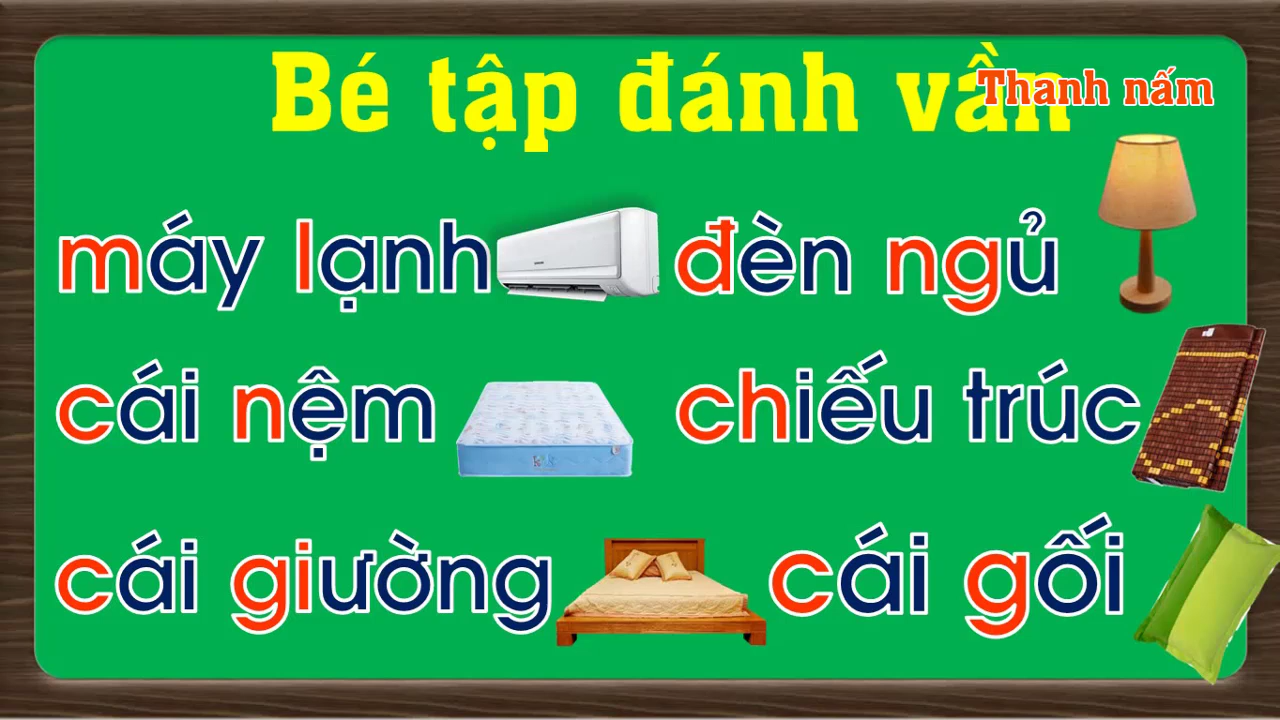 Bé tập đánh vần
Thanh nấm
máy lạnh đèn ngủ
cái nệm chiếu trúc
cái giường cái gối